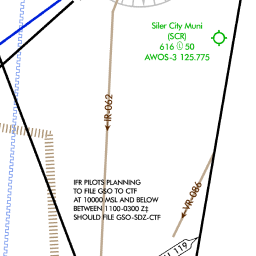 Siler City Muni
(SCR)
616 Ⓛ 50
AWOS-3 125.775
IR-062
IFR PILOTS PLANNING
TO FILE GSO TO CTF
AT 10000 MSL AND BELOW
BETWEEN 1100-0300 Z‡
SHOULD FILE GSO-SDZ-CTF
VR-086
119